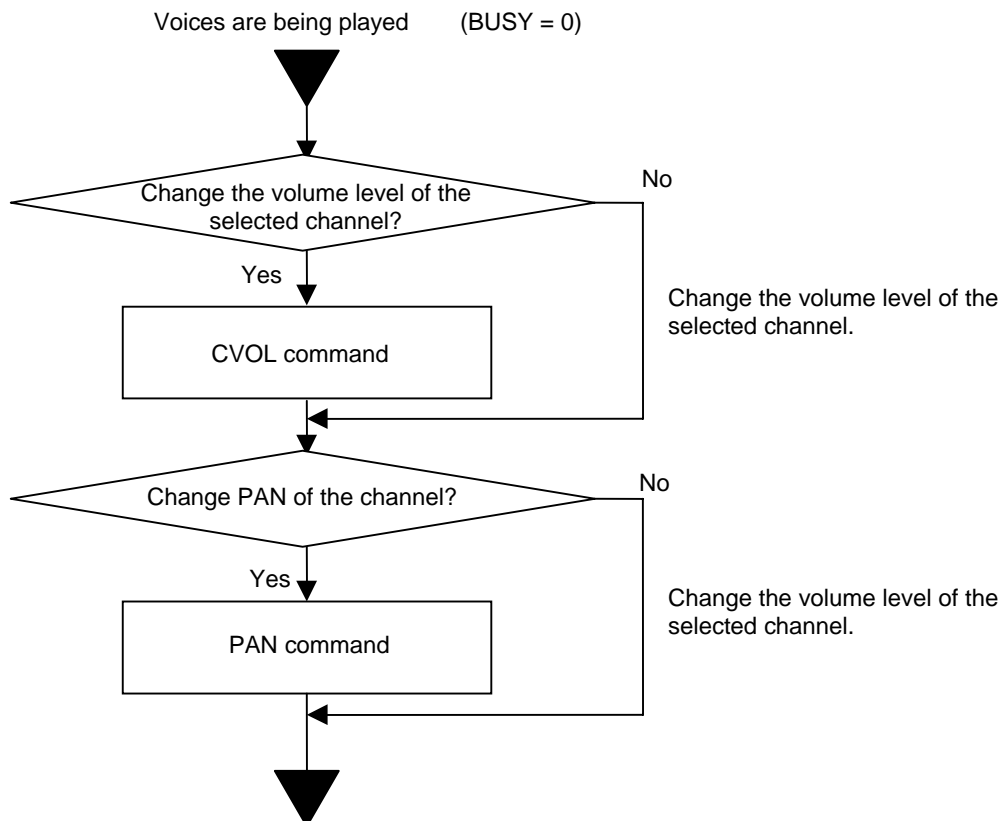 Voices are being played (BUSY = 0)
Change the volume level of the
selected channel?
No
Yes
Change the volume level of the
selected channel.
CVOL command
Change PAN of the channel?
No
Yes
Change the volume level of the
selected channel.
PAN command